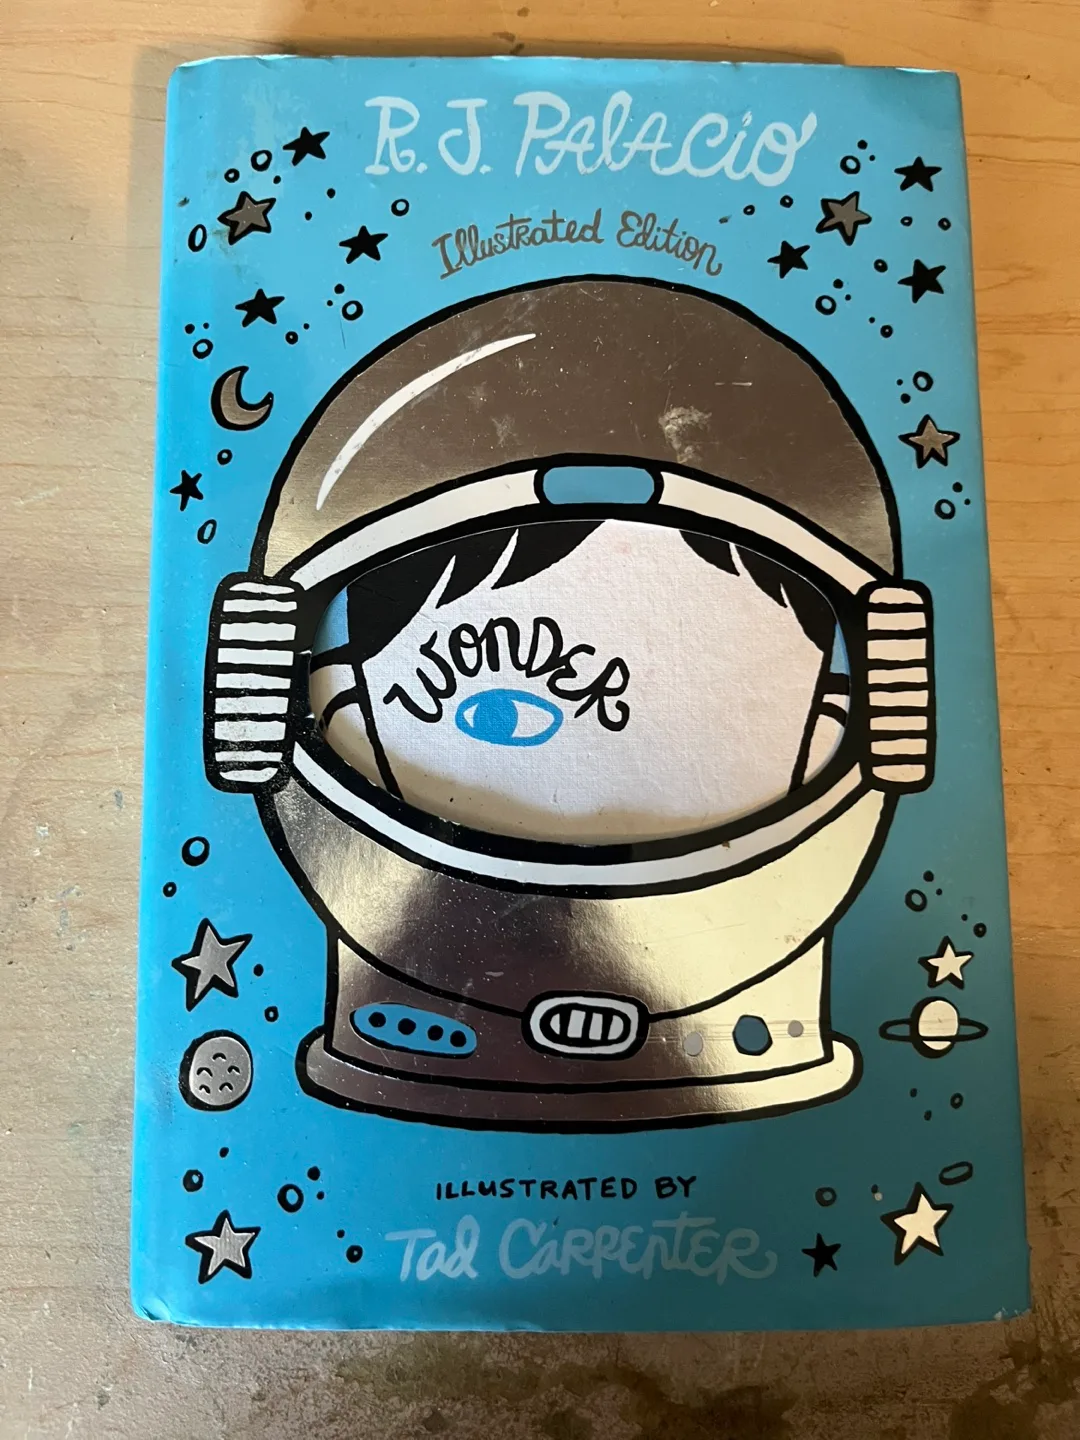 R.J. Palacio
Illustrated Edition
WONDER
ILLUSTRATED BY
Tad Carpenter